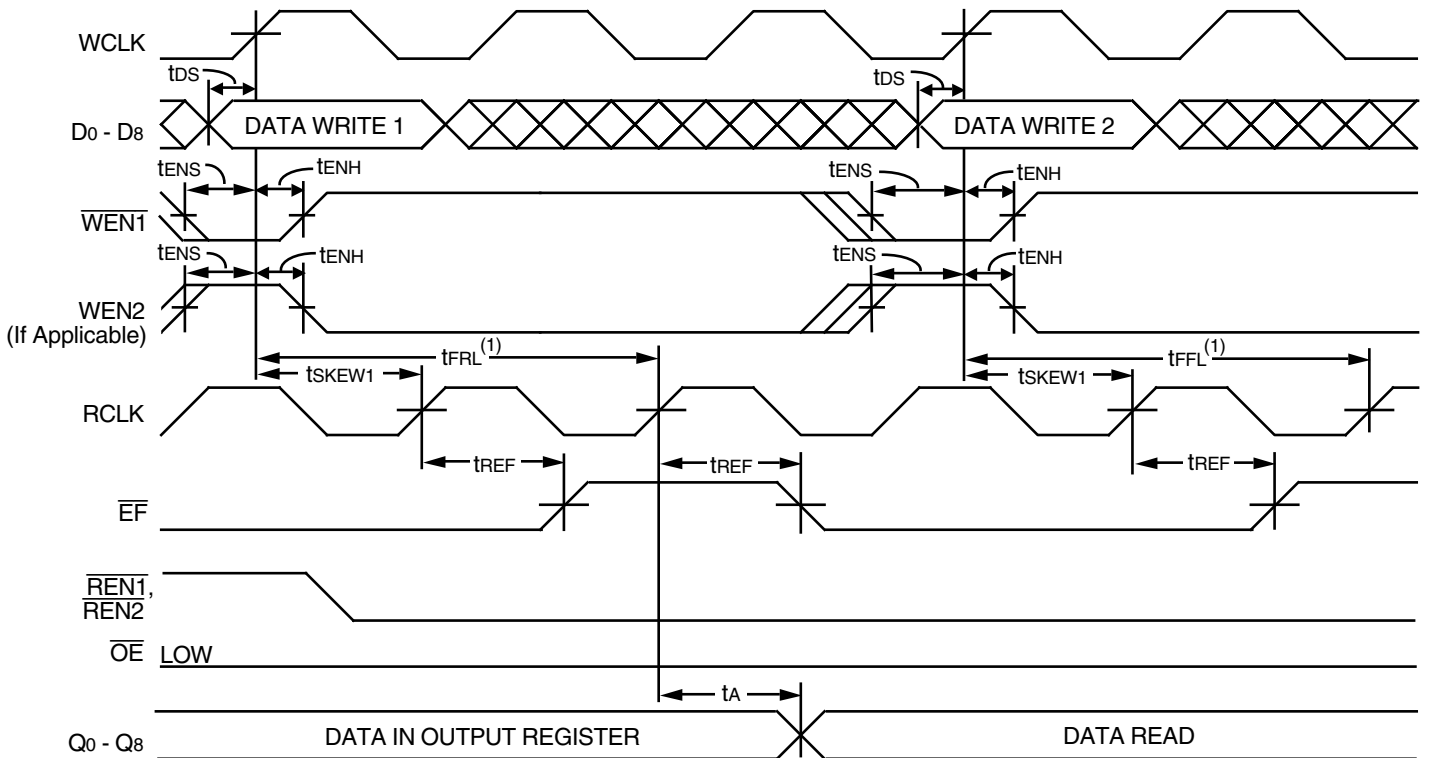 WCLK
tDS
tDS
D0 - D8
DATA WRITE 1
DATA WRITE 2
tENS
tENH
tENS
tENH
WEN1
tENS
tENH
tENS
tENH
WEN2
(If Applicable)
tFRL(1)
tFFL(1)
tSKEW1
tSKEW1
RCLK
tREF
tREF
tREF
EF
REN1,
REN2
OE
LOW
tA
Q0 - Q8
DATA IN OUTPUT REGISTER
DATA READ